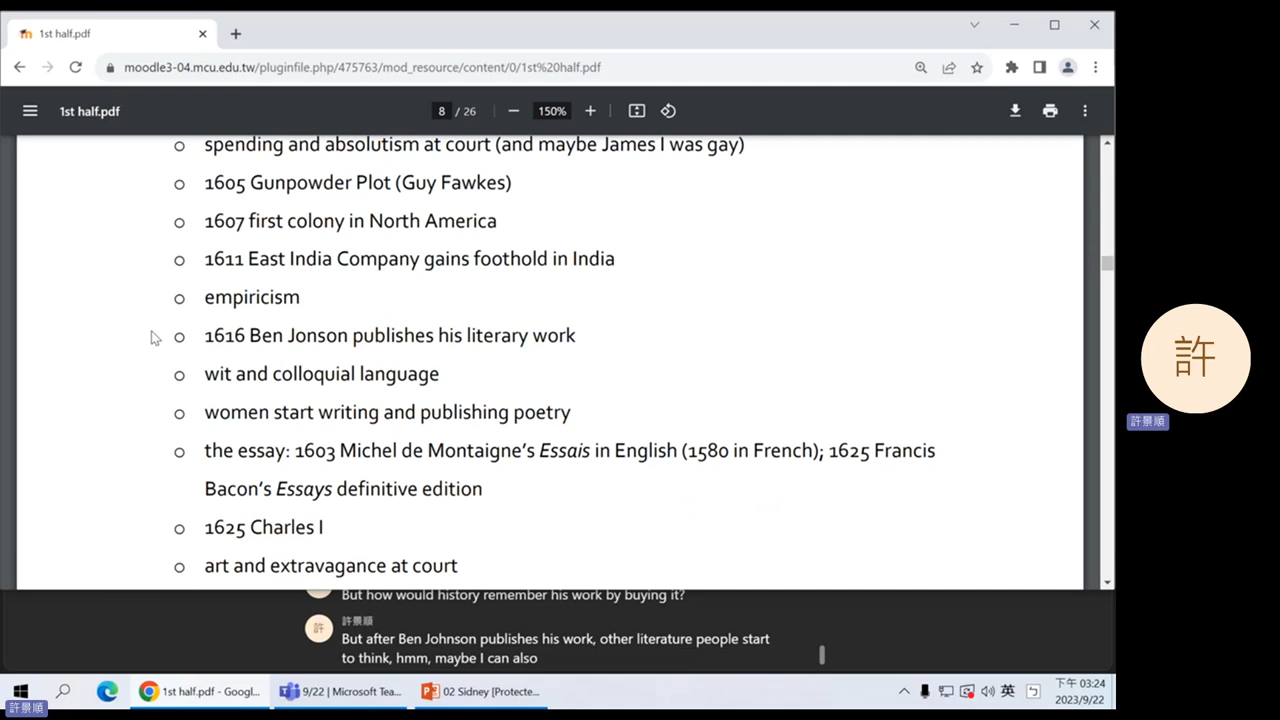 1st half.pdf
moodle3-04.mcu.edu.tw/pluginfile.php/475763/mod_resource/content/0/1st%20half.pdf
1st half.pdf
8 / 26
150%
spending and absolutism at court (and maybe James I was gay)
1605 Gunpowder Plot (Guy Fawkes)
1607 first colony in North America
1611 East India Company gains foothold in India
empiricism
1616 Ben Jonson publishes his literary work
wit and colloquial language
women start writing and publishing poetry
the essay: 1603 Michel de Montaigne's Essais in English (1580 in French); 1625 Francis
Bacon's Essays definitive edition
1625 Charles I
art and extravagance at court
But how would history remember his work by buying it?
許
許景順
But after Ben Johnson publishes his work, other literature people start
to think, hmm, maybe I can also
許
許景順
1st half.pdf - Googl...
9/22 | Microsoft Tea...
02 Sidney [Protecte...
英
下午 03:24
2023/9/22
許景順